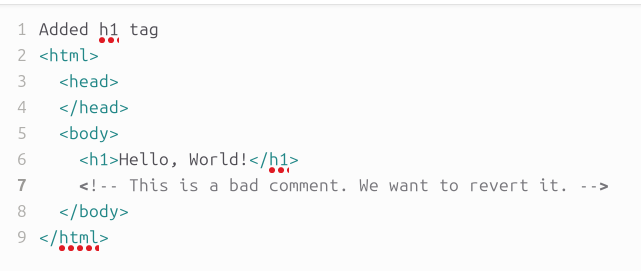 1 Added h1 tag
2 <html>
3   <head>
4   </head>
5   <body>
6     <h1>Hello, World!</h1>
7     <!-- This is a bad comment. We want to revert it. -->
8   </body>
9 </html>